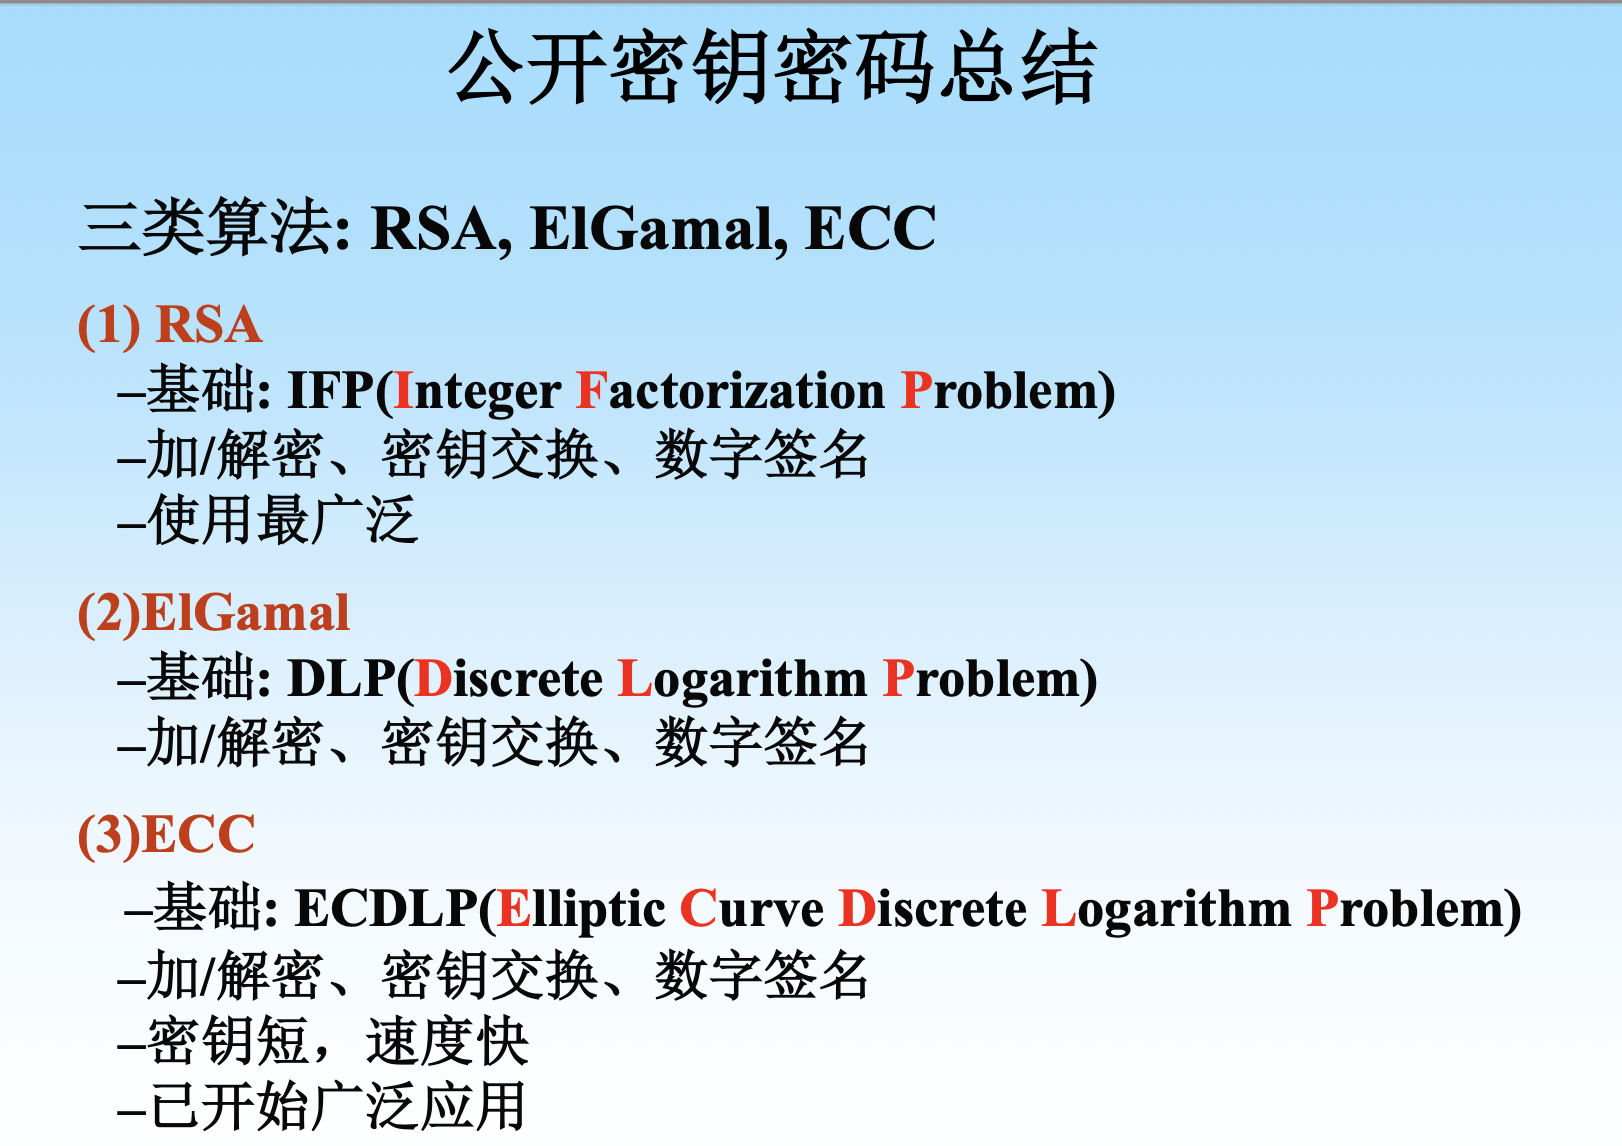 公开密钥密码总结
三类算法: RSA, ElGamal, ECC
(1) RSA
–基础: IFP(Integer Factorization Problem)
–加/解密、密钥交换、数字签名
–使用最广泛
(2)ElGamal
–基础: DLP(Discrete Logarithm Problem)
–加/解密、密钥交换、数字签名
(3)ECC
–基础: ECDLP(Elliptic Curve Discrete Logarithm Problem)
–加/解密、密钥交换、数字签名
–密钥短，速度快
–已开始广泛应用